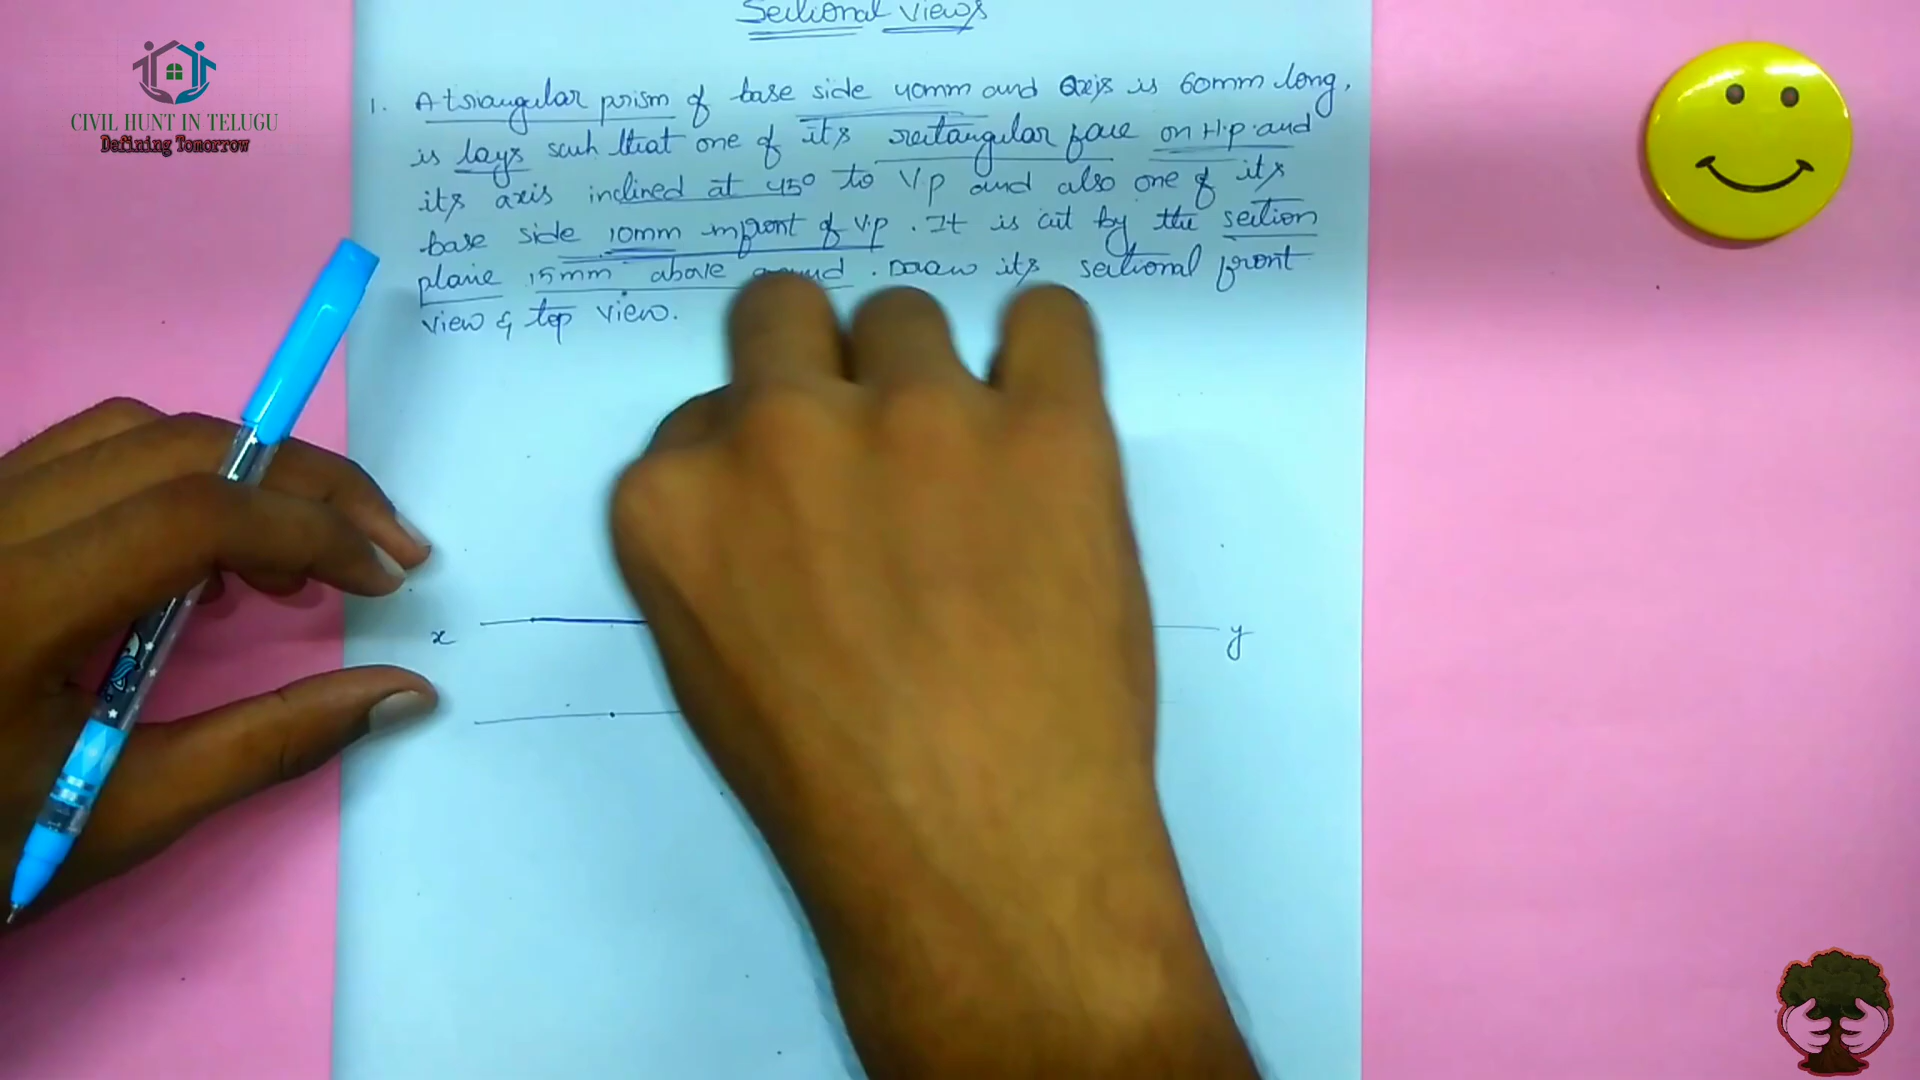 Sectional Views
CIVIL HUNT IN TELUGU
Defining Tomorrow
1. A triangular prism of base side 40mm and axis is 60mm long,
is lays such that one of its rectangular face on H.p. and
its axis inclined at 45° to V.p and also one of its
base side 10mm infront of V.p. It is cut by the section
plane 15mm above ground. Draw its sectional front
view & top view.
x
y